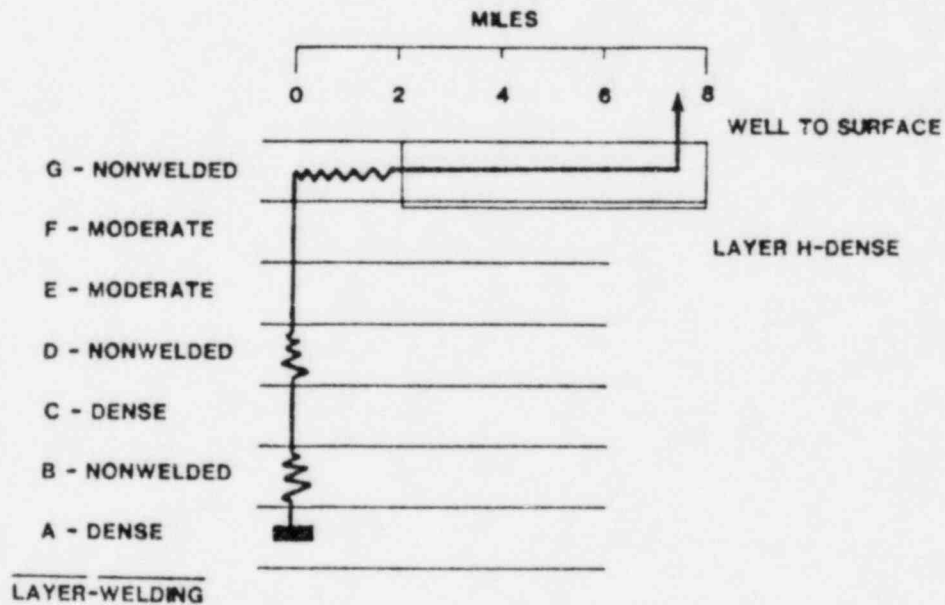 MILES
0 2 4 6 8
WELL TO SURFACE
G - NONWELDED
F - MODERATE
LAYER H-DENSE
E - MODERATE
D - NONWELDED
C - DENSE
B - NONWELDED
A - DENSE
LAYER-WELDING